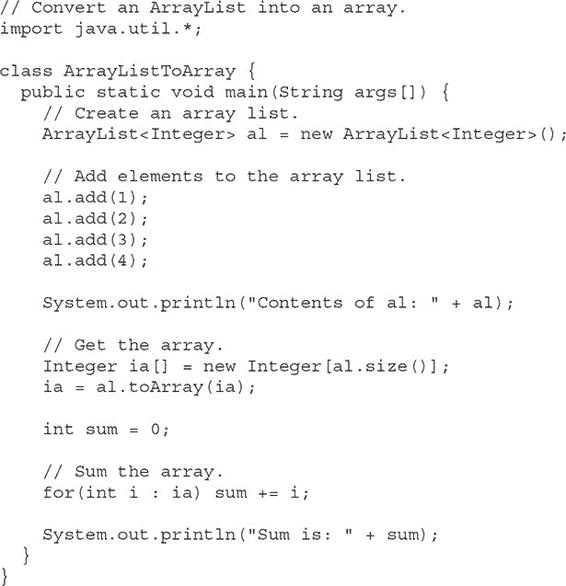 // Convert an ArrayList into an array.
import java.util.*;

class ArrayListToArray {
  public static void main(String args[]) {
    // Create an array list.
    ArrayList<Integer> al = new ArrayList<Integer>();

    // Add elements to the array list.
    al.add(1);
    al.add(2);
    al.add(3);
    al.add(4);

    System.out.println("Contents of al: " + al);

    // Get the array.
    Integer ia[] = new Integer[al.size()];
    ia = al.toArray(ia);

    int sum = 0;

    // Sum the array.
    for(int i : ia) sum += i;

    System.out.println("Sum is: " + sum);
  }
}